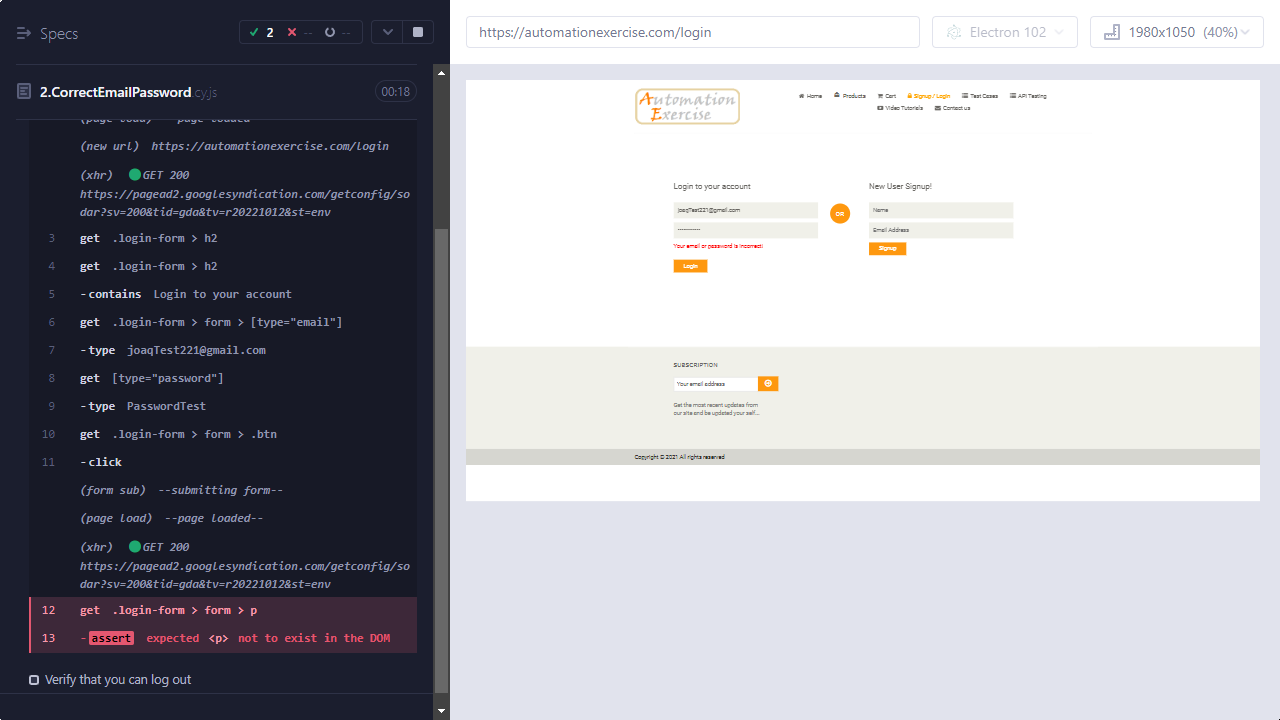 Specs
2
--
--
2.CorrectEmailPassword.cy.js
00:18
(page load) --page loaded--
(new url) https://automationexercise.com/login
(xhr) GET 200
https://pagead2.googlesyndication.com/getconfig/so
dar?sv=200&tid=gda&tv=r20221012&st=env
3 get .login-form > h2
4 get .login-form > h2
5 -contains Login to your account
6 get .login-form > form > [type="email"]
7 -type joaqTest221@gmail.com
8 get [type="password"]
9 -type PasswordTest
10 get .login-form > form > .btn
11 -click
(form sub) --submitting form--
(page load) --page loaded--
(xhr) GET 200
https://pagead2.googlesyndication.com/getconfig/so
dar?sv=200&tid=gda&tv=r20221012&st=env
12 get .login-form > form > p
13 -assert expected <p> not to exist in the DOM
Verify that you can log out
https://automationexercise.com/login
Electron 102
1980x1050 (40%)
Automation
Exercise
Home Products Cart Signup / Login Test Cases API Testing
Video Tutorials Contact us
Login to your account
joaqTest221@gmail.com
Your email or password is incorrect!
Login
OR
New User Signup!
Name
Email Address
Signup
SUBSCRIPTION
Your email address
Get the most recent updates from
our site and be updated your self...
Copyright © 2021 All rights reserved